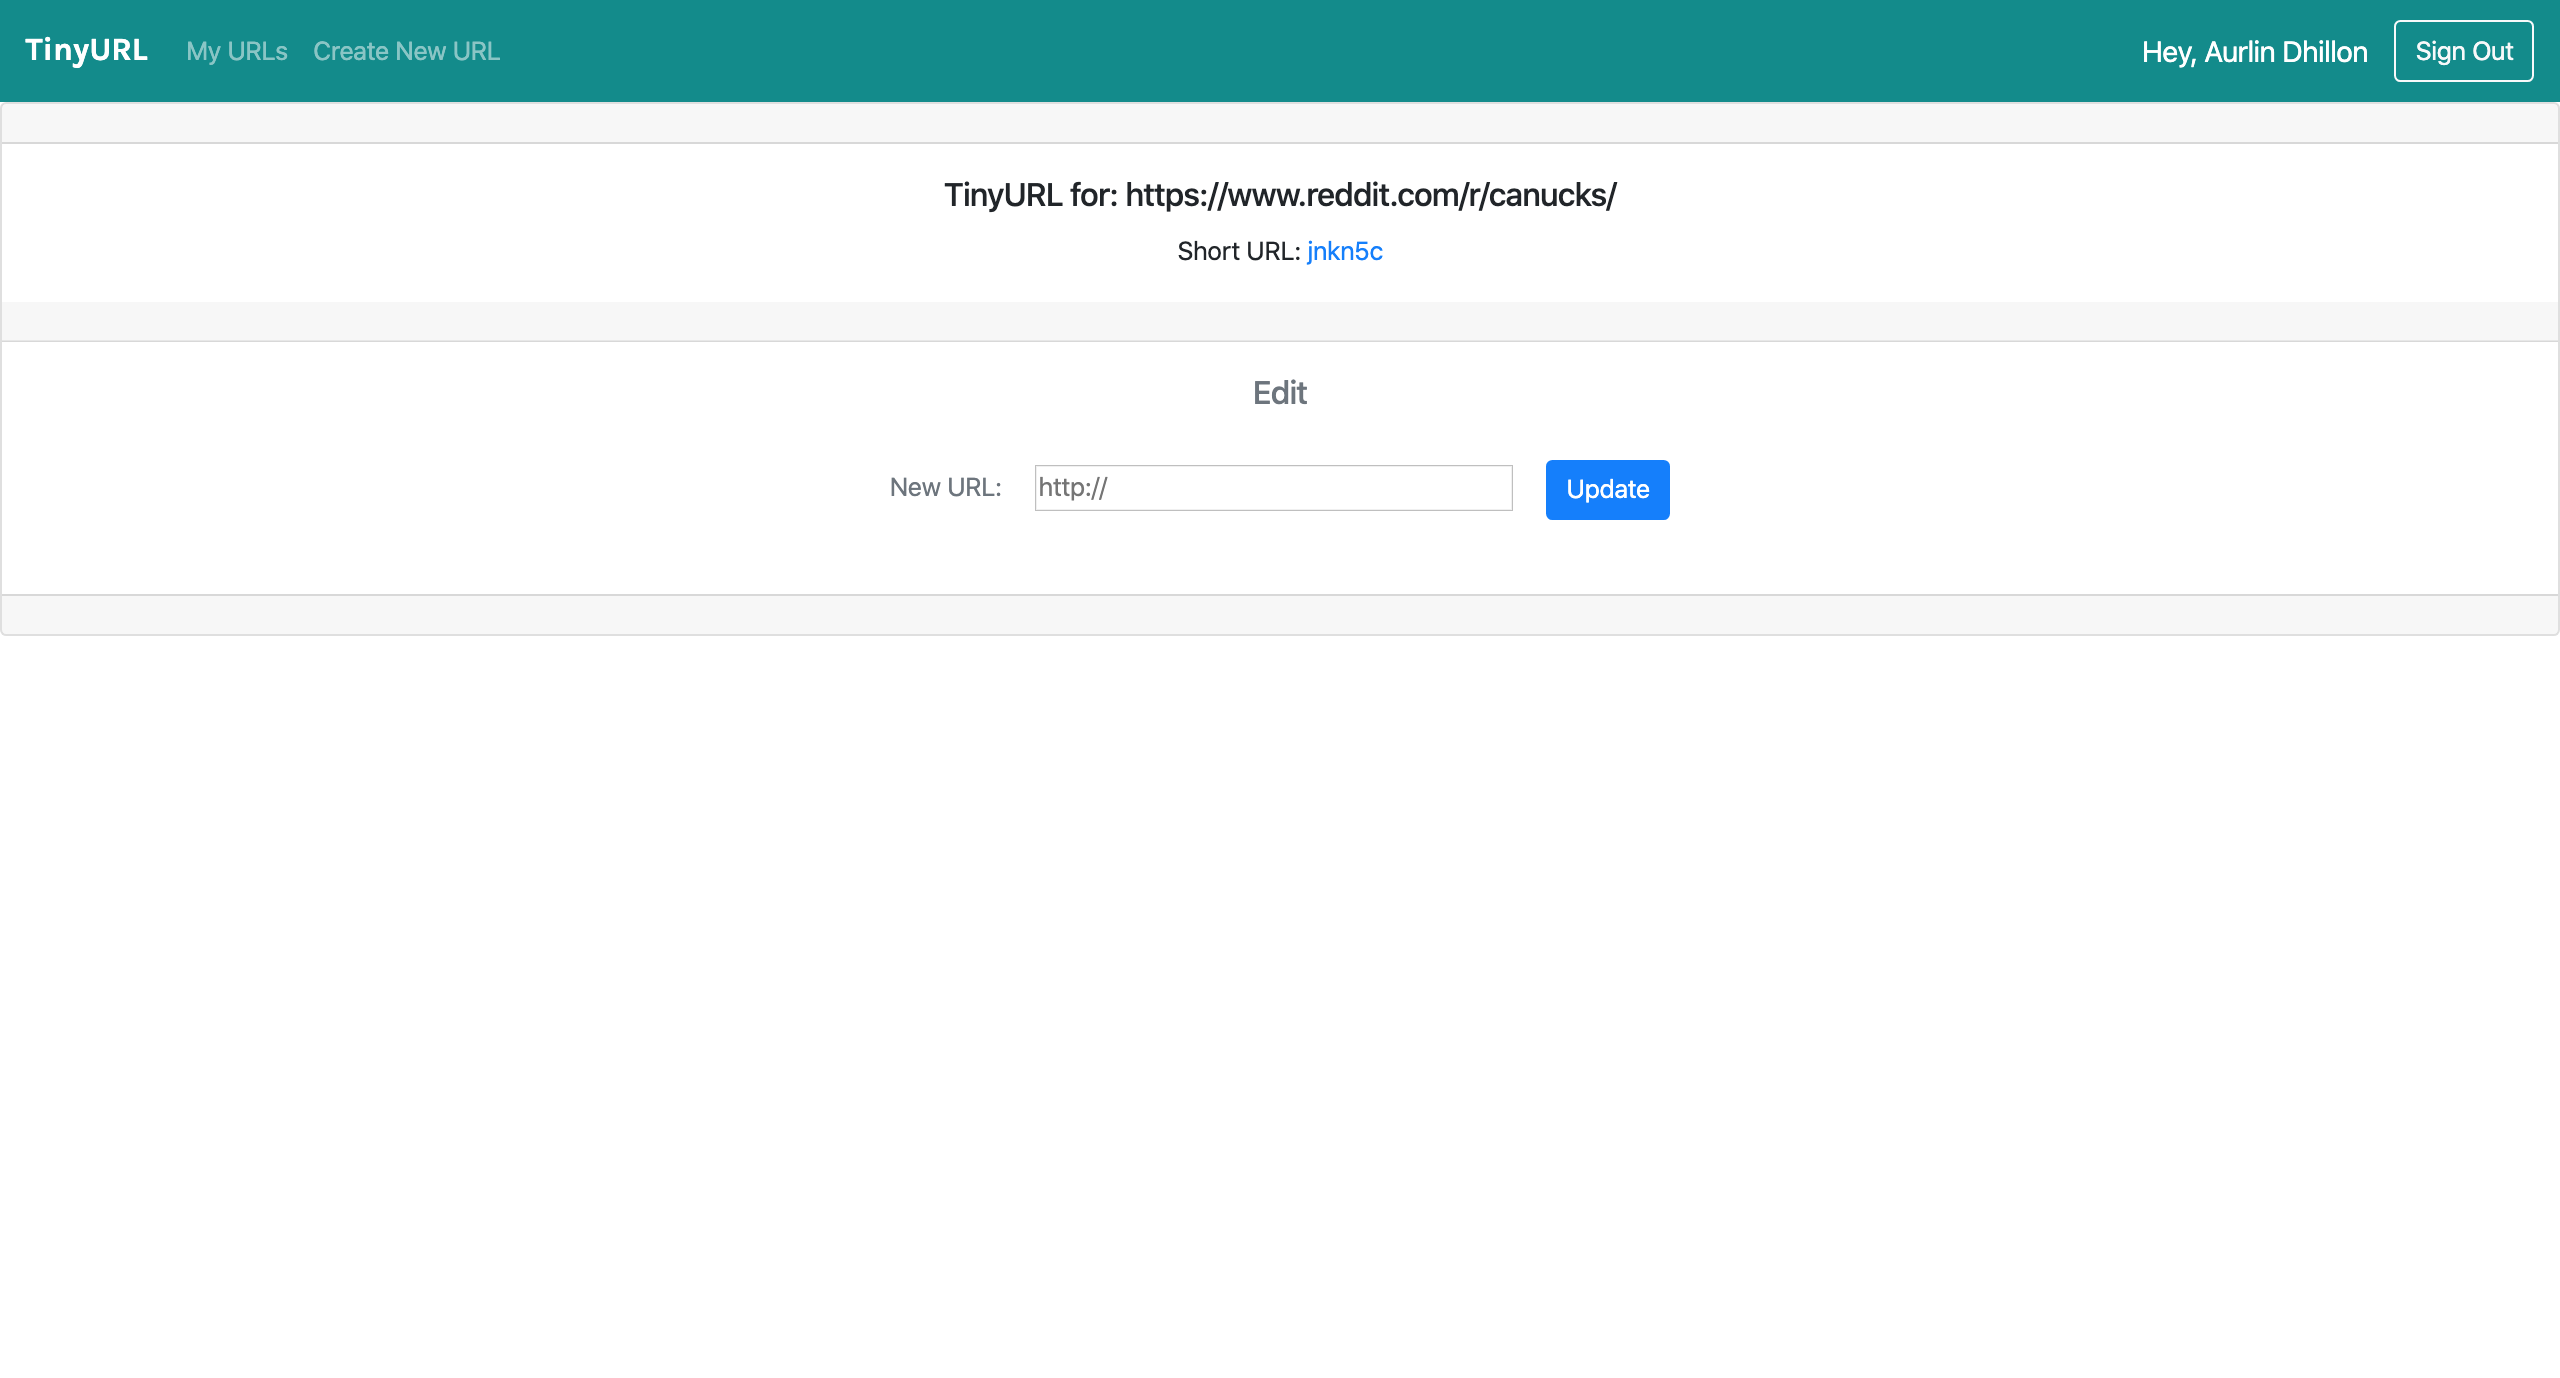 TinyURL My URLs Create New URL Hey, Aurlin Dhillon Sign Out
TinyURL for: https://www.reddit.com/r/canucks/
Short URL: jnkn5c
Edit
New URL: http:// Update